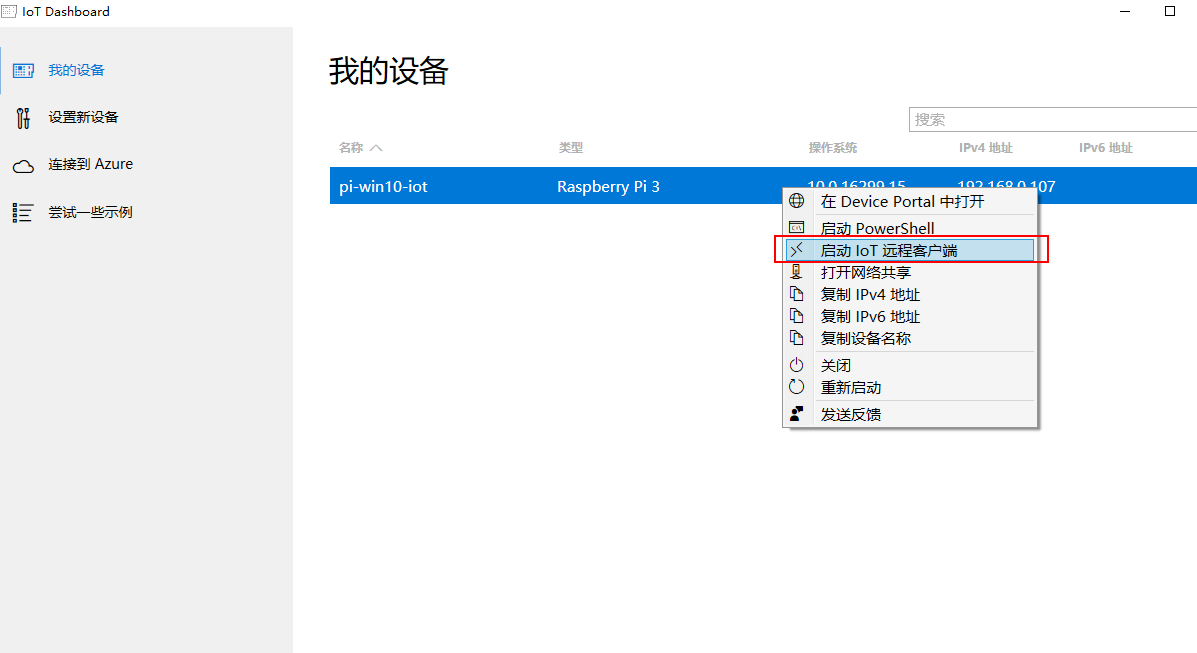 IoT Dashboard
我的设备
设置新设备
连接到 Azure
尝试一些示例
我的设备
搜索
名称 类型 操作系统 IPv4 地址 IPv6 地址
pi-win10-iot Raspberry Pi 3 10.0.16299.15 192.168.0.107
在 Device Portal 中打开
启动 PowerShell
启动 IoT 远程客户端
打开网络共享
复制 IPv4 地址
复制 IPv6 地址
复制设备名称
关闭
重新启动
发送反馈